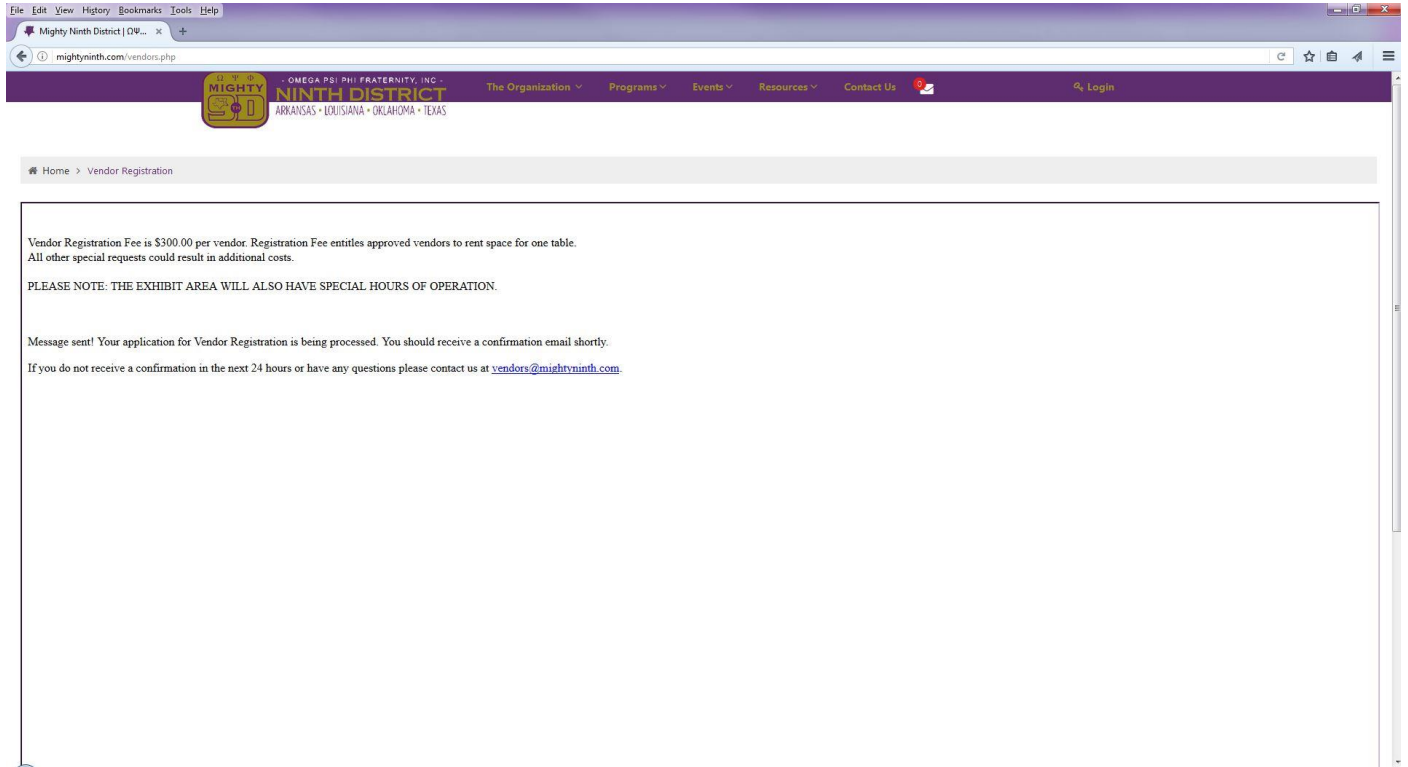 File Edit View History Bookmarks Tools Help
Mighty Ninth District | ΩΨ... × +
mightyninth.com/vendors.php
Ω Ψ Φ
MIGHTY
9 TH D
- OMEGA PSI PHI FRATERNITY, INC -
NINTH DISTRICT
ARKANSAS • LOUISIANA • OKLAHOMA • TEXAS
The Organization Programs Events Resources Contact Us 0 Login
Home > Vendor Registration
Vendor Registration Fee is $300.00 per vendor. Registration Fee entitles approved vendors to rent space for one table.
All other special requests could result in additional costs.
PLEASE NOTE: THE EXHIBIT AREA WILL ALSO HAVE SPECIAL HOURS OF OPERATION.
Message sent! Your application for Vendor Registration is being processed. You should receive a confirmation email shortly.
If you do not receive a confirmation in the next 24 hours or have any questions please contact us at vendors@mightyninth.com.